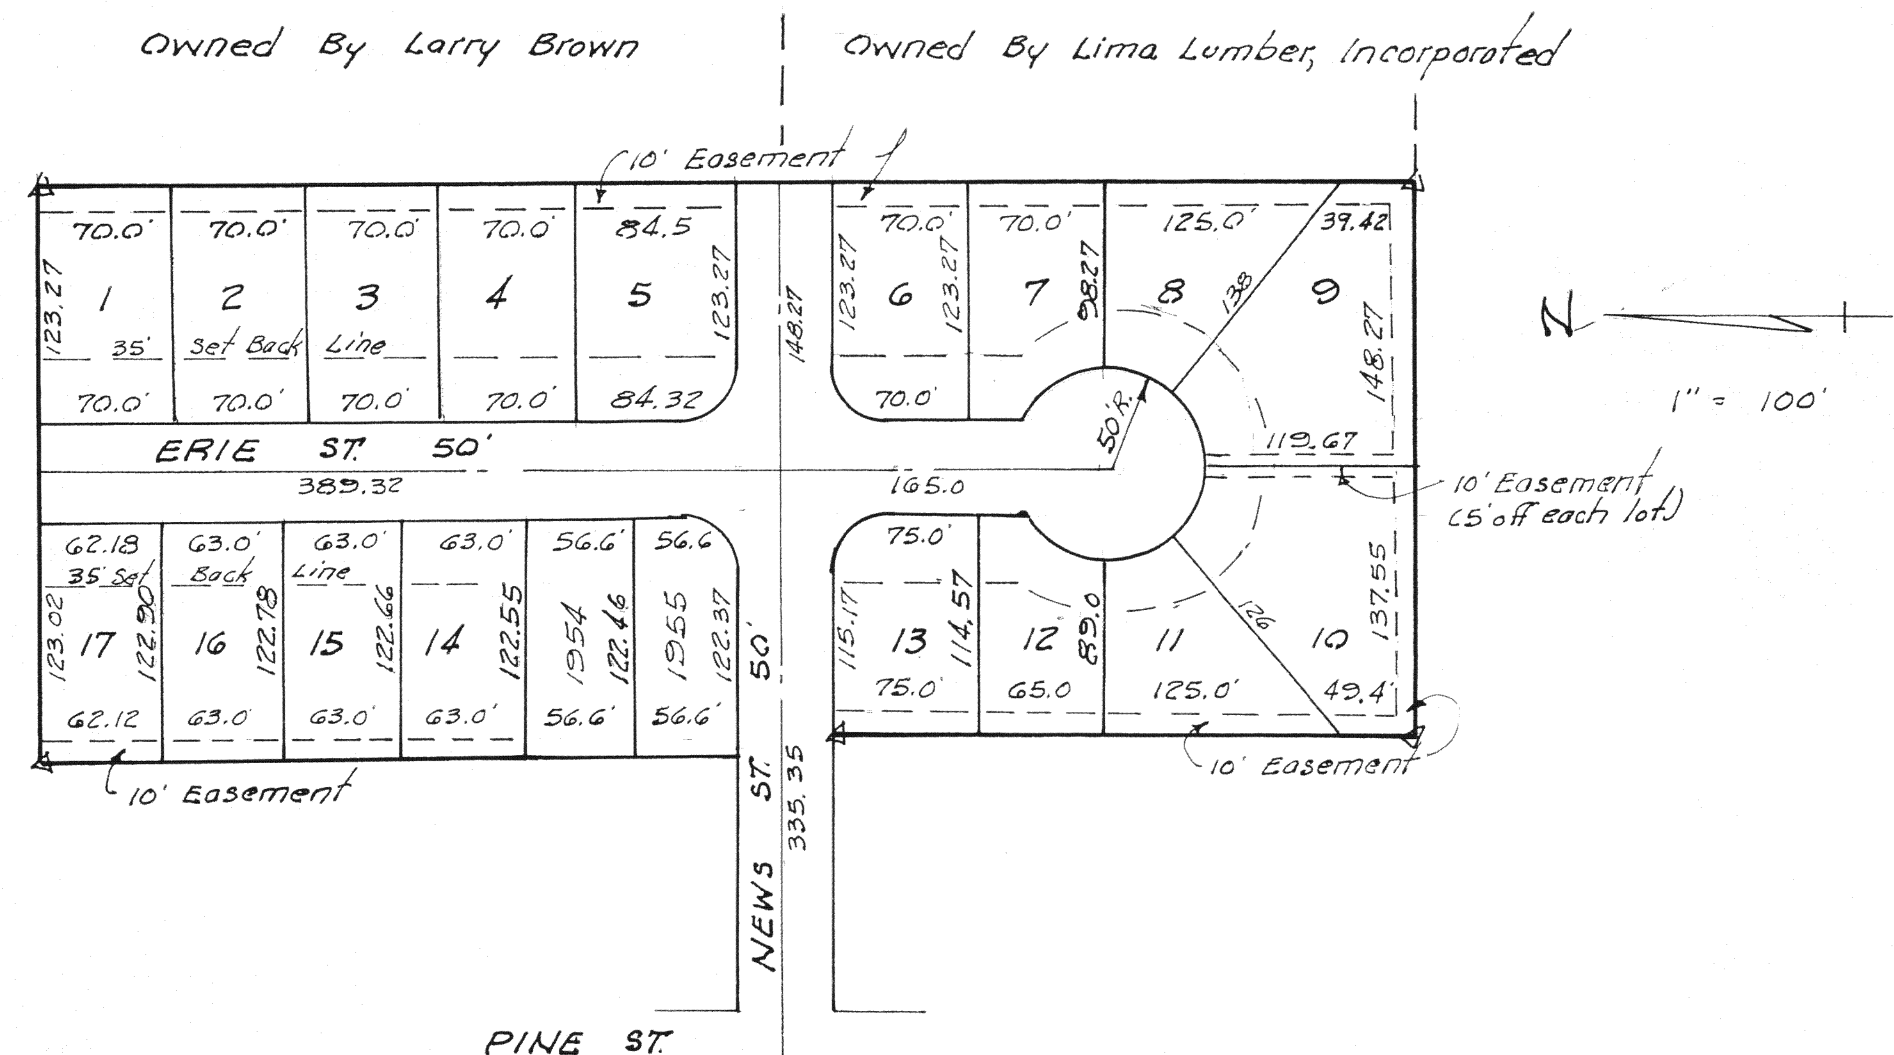 Owned By Larry Brown
Owned By Lima Lumber, Incorporated
10' Easement
70.0' 70.0' 70.0' 70.0' 84.5
70.0' 70.0' 125.0' 39.42
123.27 1 2 3 4 5 123.27
148.27
123.27 6 123.27 7 98.27 8 138 9 148.27
35' Set Back Line
70.0' 70.0' 70.0' 70.0' 84.32
70.0'
50'R.
119.67
N
1" = 100'
ERIE ST. 50'
389.32
165.0
10' Easement
(5' off each lot)
62.18 63.0' 63.0' 63.0' 56.6' 56.6
75.0'
35' Set Back Line
123.02 17 122.90 16 122.78 15 122.66 14 122.55 1954 122.46 1955 122.37
115.17 13 114.57 12 89.0 11 126 10 137.55
62.12 63.0' 63.0' 63.0' 56.6' 56.6'
75.0' 65.0 125.0' 49.4'
10' Easement
10' Easement
NEWS ST. 50'
335.35
PINE ST.